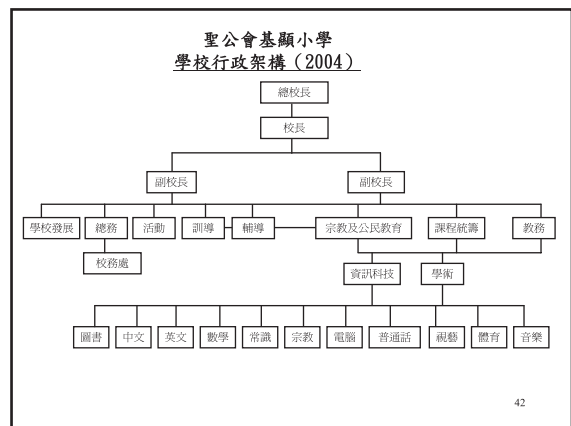 聖公會基顯小學
學校行政架構（2004）
總校長
校長
副校長 副校長
學校發展 總務 活動 訓導 輔導 宗教及公民教育 課程統籌 教務
校務處
資訊科技 學術
圖書 中文 英文 數學 常識 宗教 電腦 普通話 視藝 體育 音樂
42